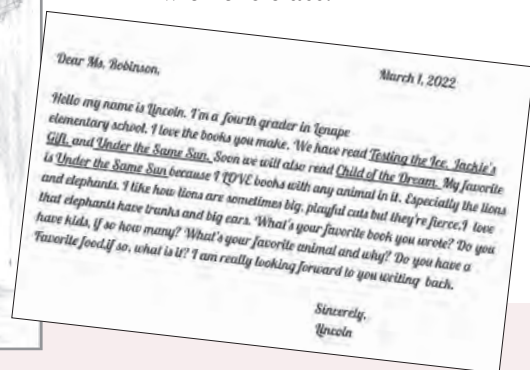 Dear Ms. Robinson,
March 1, 2022
Hello my name is Lincoln. I'm a fourth grader in Lenape
elementary school. I love the books you make. We have read Testing the Ice, Jackie's
Gift, and Under the Same Sun. Soon we will also read Child of the Dream. My favorite
is Under the Same Sun because I LOVE books with any animal in it. Especially the lions
and elephants. I like how lions are sometimes big, playful cats but they're fierce.I love
that elephants have trunks and big ears. What's your favorite book you wrote? Do you
have kids, if so how many? What's your favorite animal and why? Do you have a
Favorite food.if so, what is it? I am really looking forward to you writing back.
Sincerely,
Lincoln